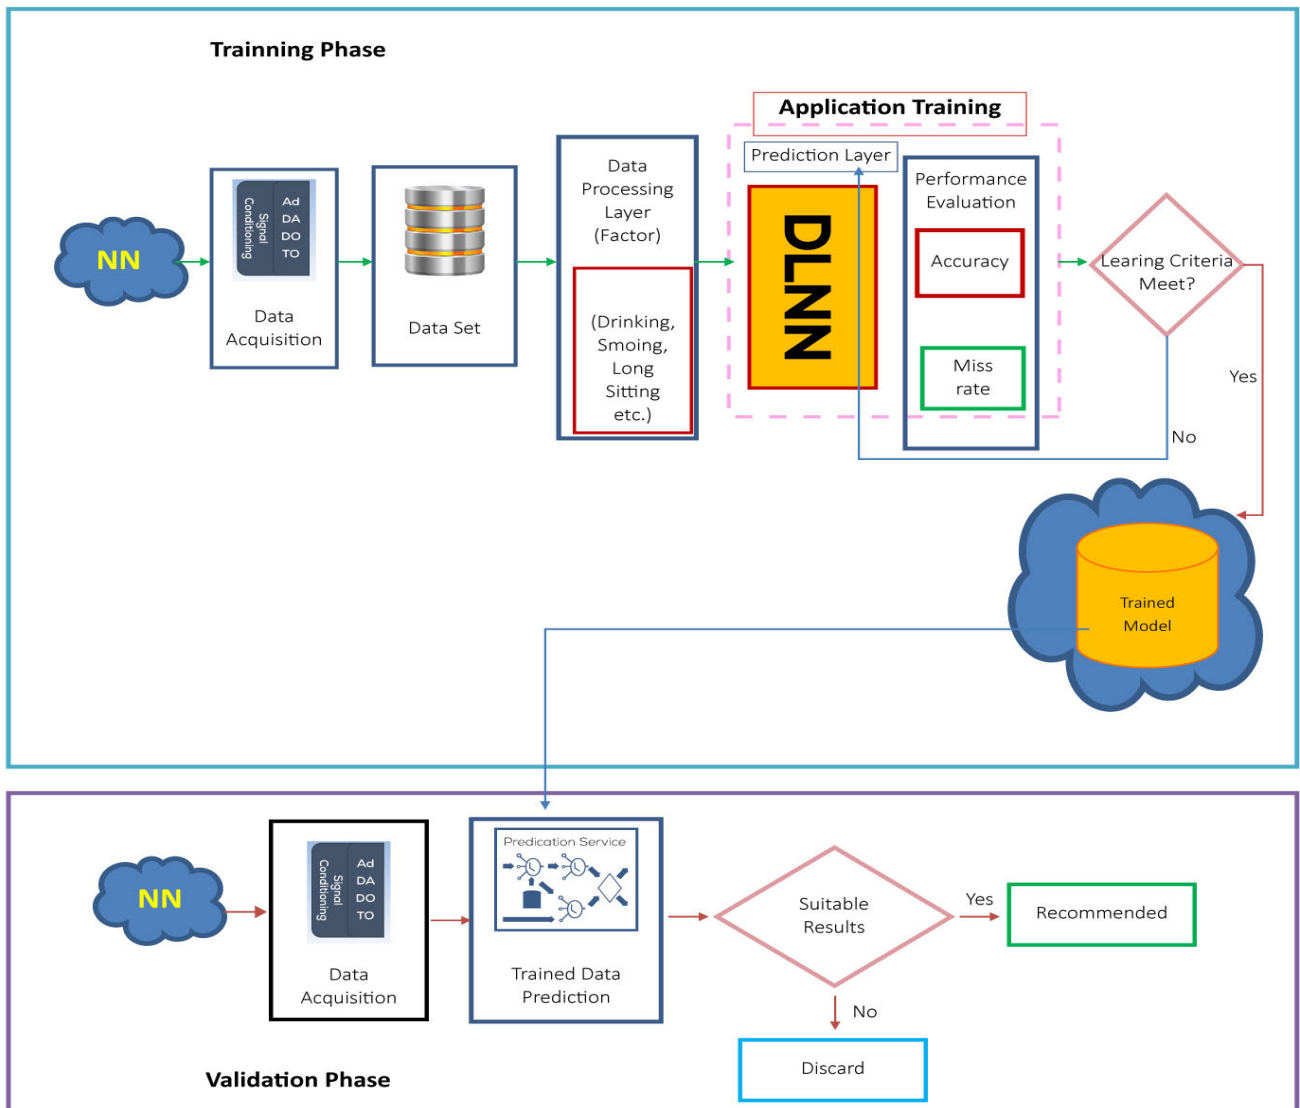 Trainning Phase
Application Training
Prediction Layer
NN
Signal
Conditioning
Ad
DA
DO
TO
Data
Acquisition
Data Set
Data
Processing
Layer
(Factor)
(Drinking,
Smoing,
Long
Sitting
etc.)
DLNN
Performance
Evaluation
Accuracy
Miss
rate
Learing Criteria
Meet?
Yes
No
Trained
Model
NN
Signal
Conditioning
Ad
DA
DO
TO
Data
Acquisition
Predication Service
Trained Data
Prediction
Suitable
Results
Yes
Recommended
No
Discard
Validation Phase